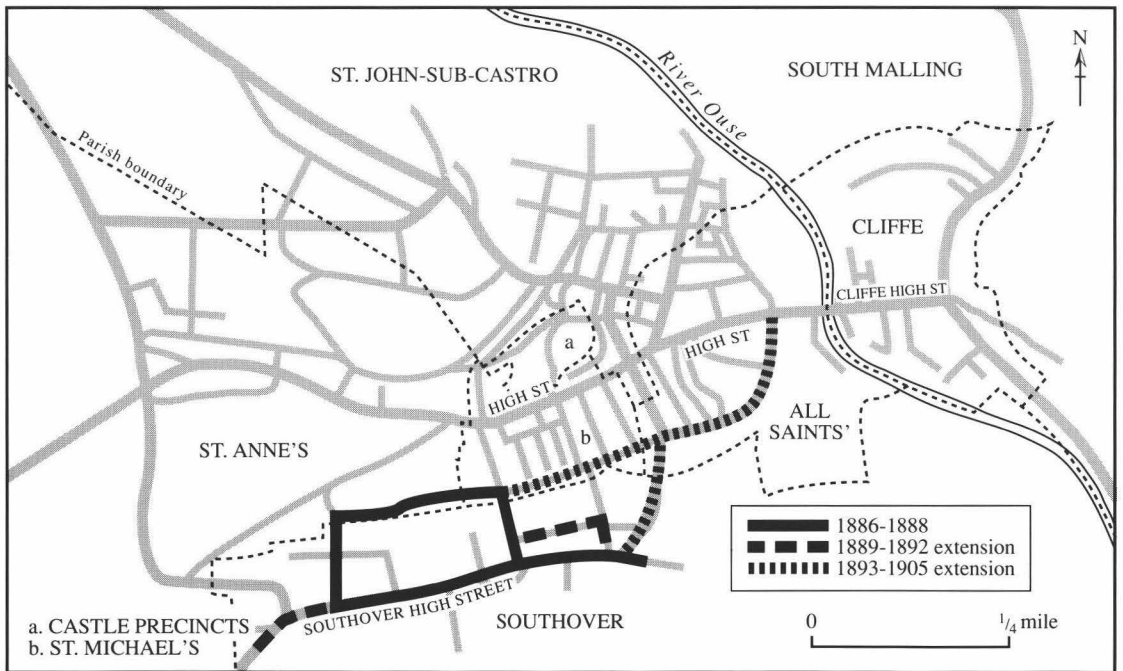 N
ST. JOHN-SUB-CASTRO
SOUTH MALLING
River Ouse
Parish boundary
CLIFFE
CLIFFE HIGH ST
a
HIGH ST
HIGH ST
b
ALL
SAINTS'
ST. ANNE'S
SOUTHOVER HIGH STREET
SOUTHOVER
1886-1888
1889-1892 extension
1893-1905 extension
0 1/4 mile
a. CASTLE PRECINCTS
b. ST. MICHAEL'S